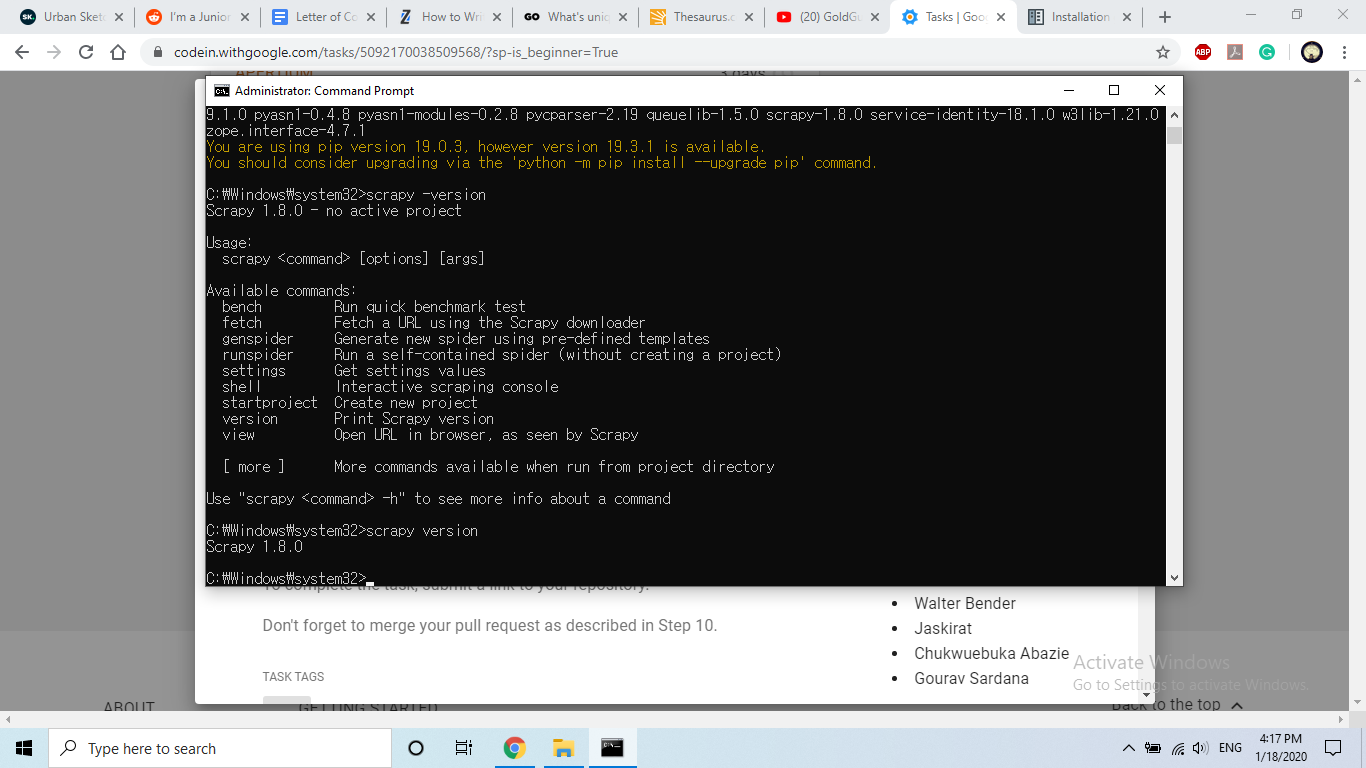 Urban Sket
I'm a Junior
Letter of Co
How to Wri
What's uniq
Thesaurus.c
(20) GoldGu
Tasks | Goo
Installation
codein.withgoogle.com/tasks/5092170038509568/?sp-is_beginner=True
ABP
APERTIUM
3 days
Administrator: Command Prompt
9.1.0 pyasn1-0.4.8 pyasn1-modules-0.2.8 pycparser-2.19 queuelib-1.5.0 scrapy-1.8.0 service-identity-18.1.0 w3lib-1.21.0
zope.interface-4.7.1
You are using pip version 19.0.3, however version 19.3.1 is available.
You should consider upgrading via the 'python -m pip install --upgrade pip' command.
C:₩Windows₩system32>scrapy -version
Scrapy 1.8.0 - no active project
Usage:
scrapy <command> [options] [args]
Available commands:
bench Run quick benchmark test
fetch Fetch a URL using the Scrapy downloader
genspider Generate new spider using pre-defined templates
runspider Run a self-contained spider (without creating a project)
settings Get settings values
shell Interactive scraping console
startproject Create new project
version Print Scrapy version
view Open URL in browser, as seen by Scrapy
[ more ] More commands available when run from project directory
Use "scrapy <command> -h" to see more info about a command
C:₩Windows₩system32>scrapy version
Scrapy 1.8.0
C:₩Windows₩system32>
To complete the task, submit a link to your repository.
Don't forget to merge your pull request as described in Step 10.
TASK TAGS
• Walter Bender
• Jaskirat
• Chukwuebuka Abazie
• Gourav Sardana
Activate Windows
Go to Settings to activate Windows.
ABOUT
GETTING STARTED
Back to the top
Type here to search
ENG
4:17 PM
1/18/2020